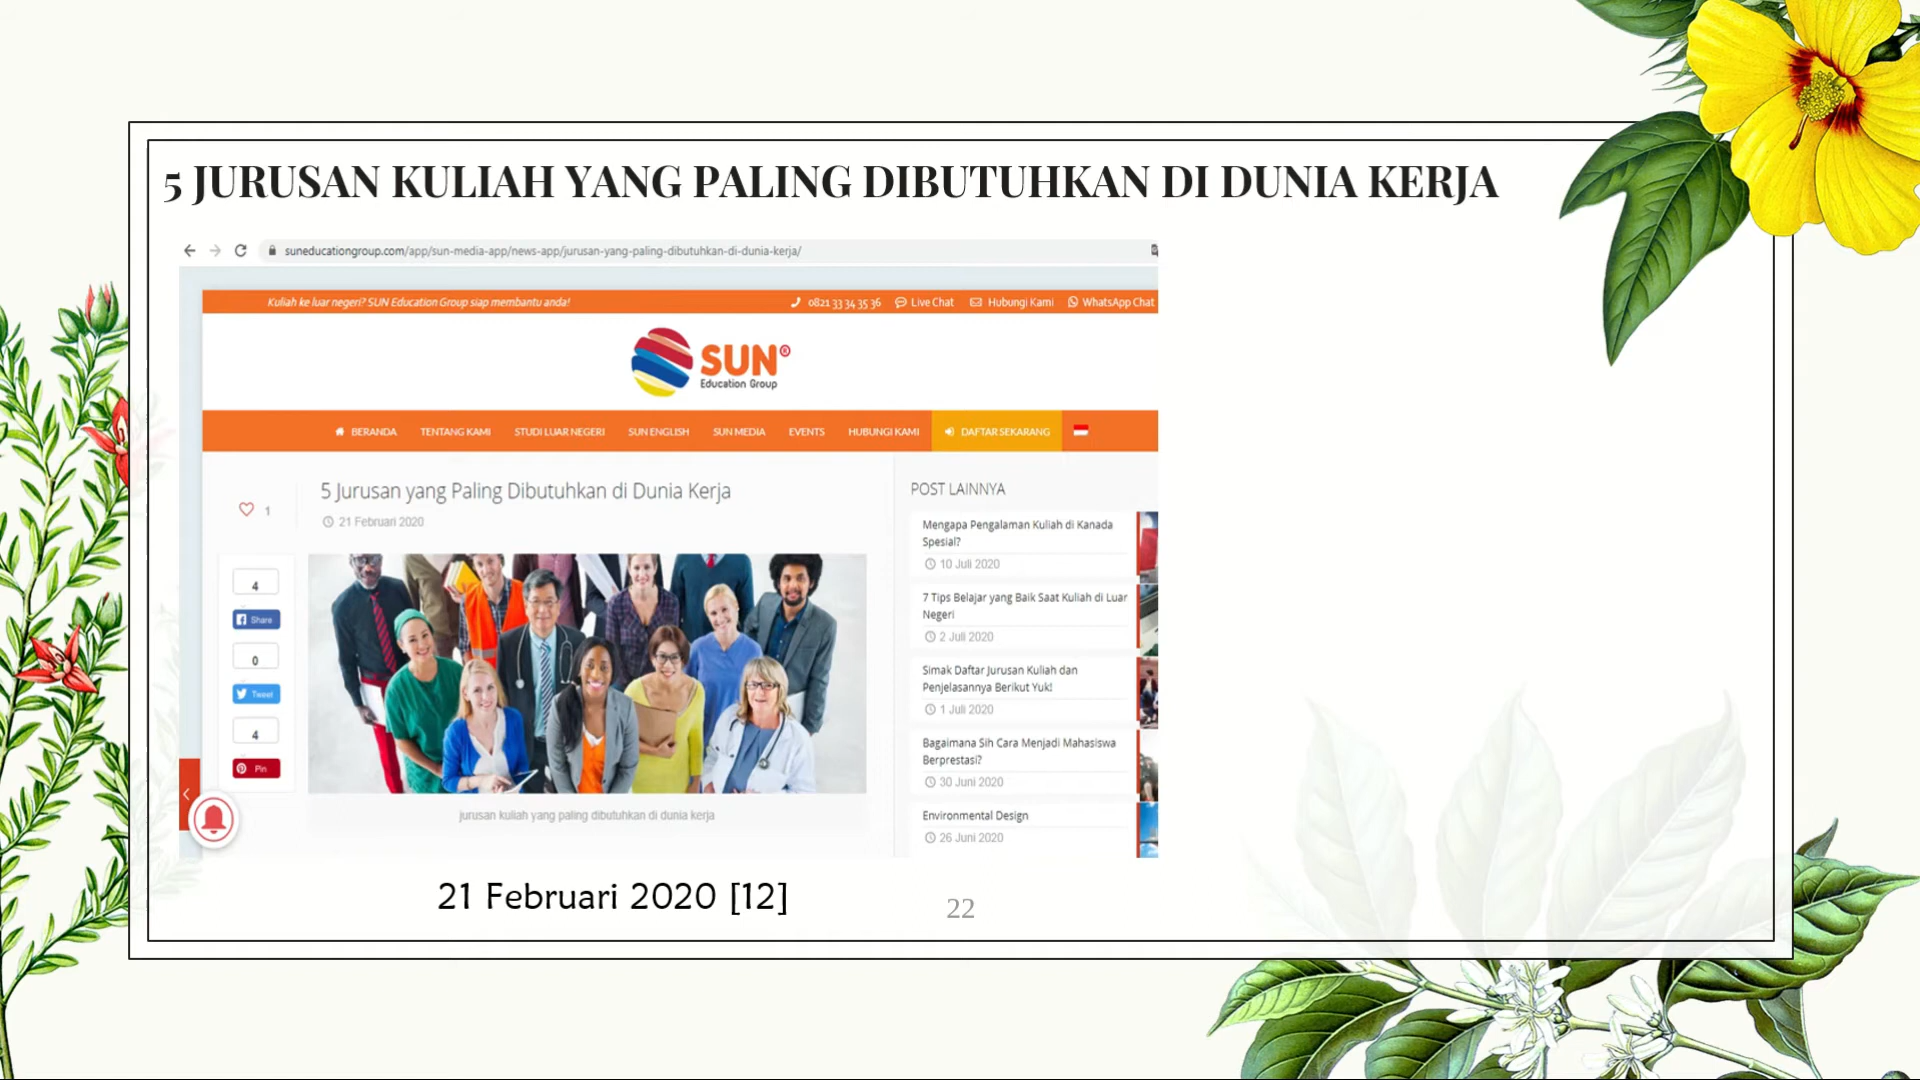 5 JURUSAN KULIAH YANG PALING DIBUTUHKAN DI DUNIA KERJA
suneducationgroup.com/app/sun-media-app/news-app/jurusan-yang-paling-dibutuhkan-di-dunia-kerja/
Kuliah ke luar negeri? SUN Education Group siap membantu anda!
0821 33 34 35 36 Live Chat Hubungi Kami WhatsApp Chat
SUN®
Education Group
BERANDA TENTANG KAMI STUDI LUAR NEGERI SUN ENGLISH SUN MEDIA EVENTS HUBUNGI KAMI DAFTAR SEKARANG
5 Jurusan yang Paling Dibutuhkan di Dunia Kerja
21 Februari 2020
1
4
Share
0
Tweet
4
Pin
jurusan kuliah yang paling dibutuhkan di dunia kerja
POST LAINNYA
Mengapa Pengalaman Kuliah di Kanada
Spesial?
10 Juli 2020
7 Tips Belajar yang Baik Saat Kuliah di Luar
Negeri
2 Juli 2020
Simak Daftar Jurusan Kuliah dan
Penjelasannya Berikut Yuk!
1 Juli 2020
Bagaimana Sih Cara Menjadi Mahasiswa
Berprestasi?
30 Juni 2020
Environmental Design
26 Juni 2020
21 Februari 2020 [12]
22